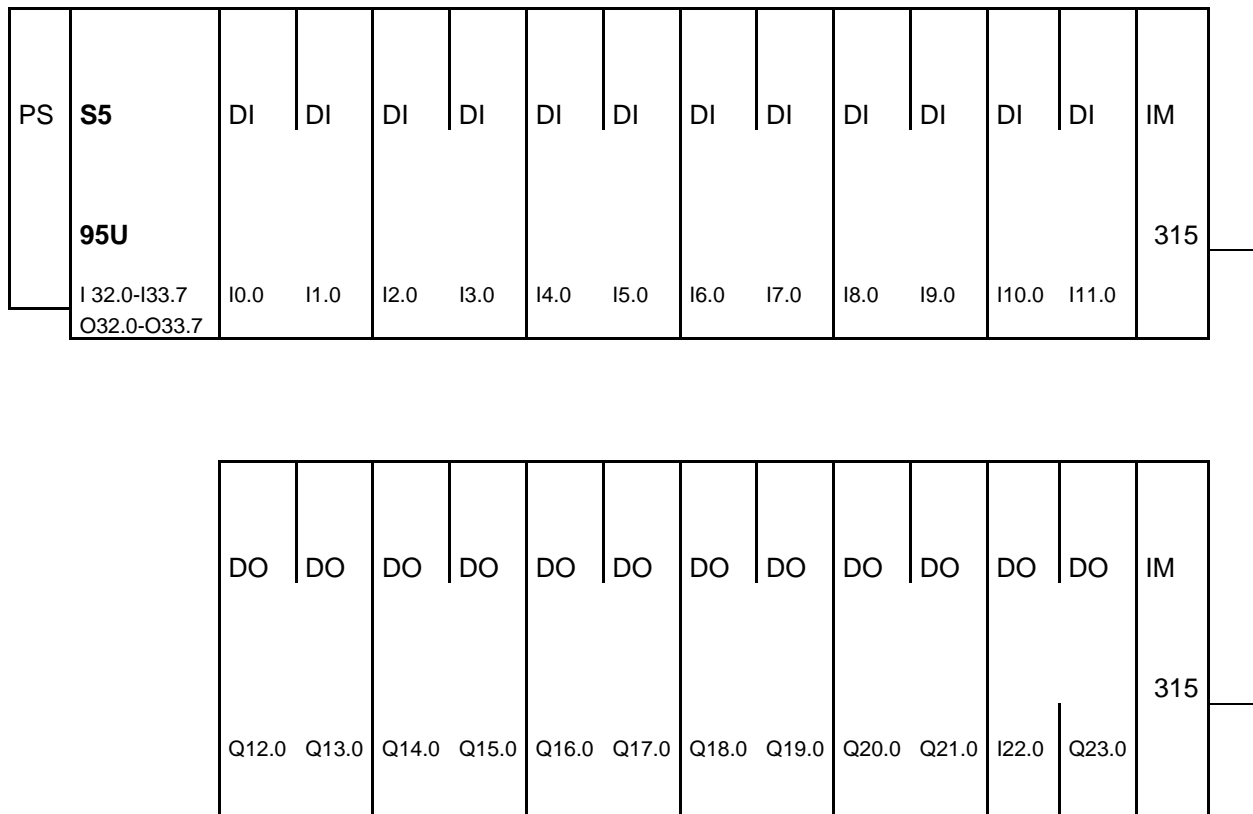 PS S5 DI DI DI DI DI DI DI DI DI DI DI DI IM
95U 315
I 32.0-I33.7 I0.0 I1.0 I2.0 I3.0 I4.0 I5.0 I6.0 I7.0 I8.0 I9.0 I10.0 I11.0
O32.0-O33.7
DO DO DO DO DO DO DO DO DO DO DO DO IM
315
Q12.0 Q13.0 Q14.0 Q15.0 Q16.0 Q17.0 Q18.0 Q19.0 Q20.0 Q21.0 I22.0 Q23.0